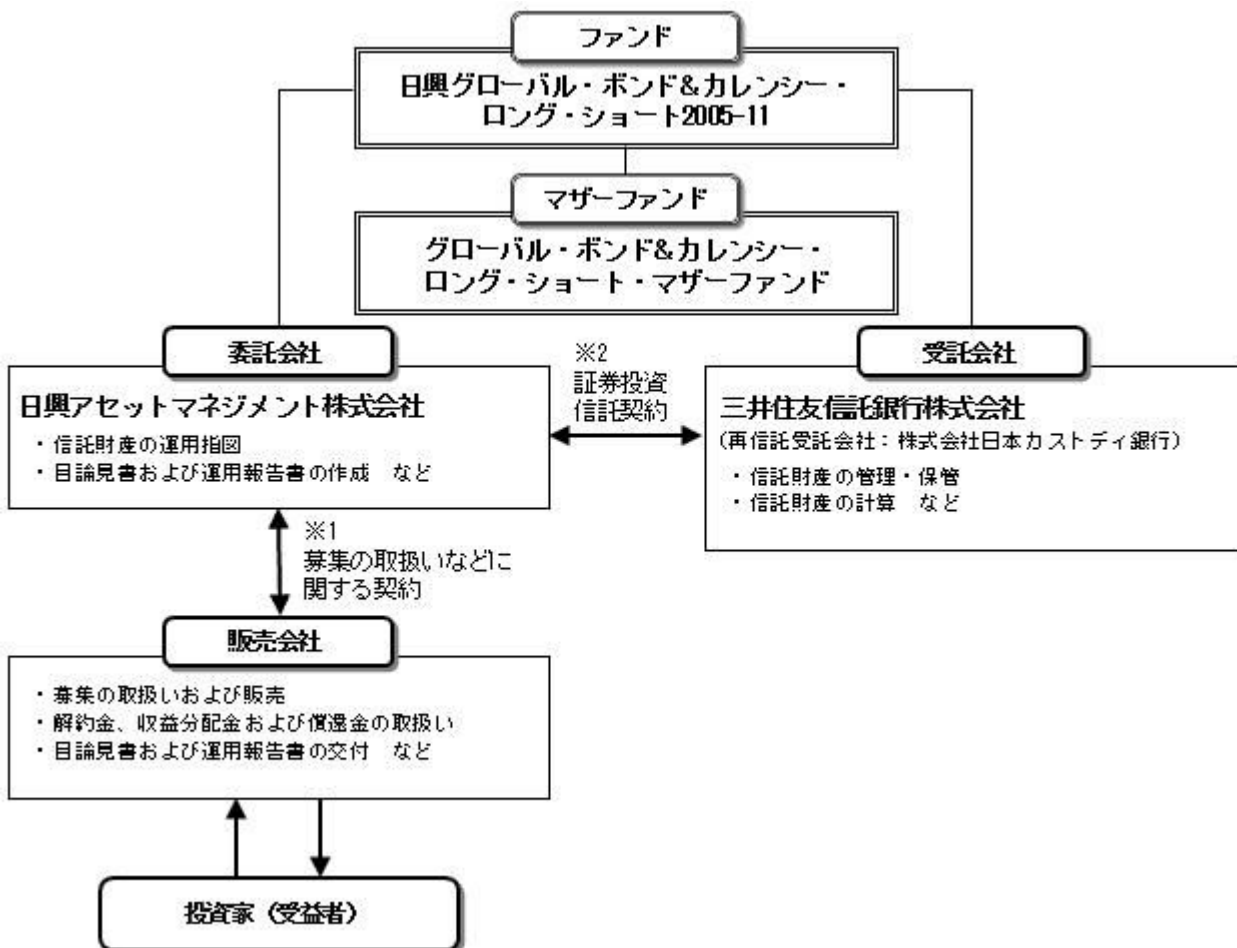 ファンド
日興グローバル・ボンド&カレンシー・
ロング・ショート2005-11
マザーファンド
グローバル・ボンド&カレンシー・
ロング・ショート・マザーファンド
委託会社
日興アセットマネジメント株式会社
・信託財産の運用指図
・目論見書および運用報告書の作成 など
※2
証券投資
信託契約
受託会社
三井住友信託銀行株式会社
(再信託受託会社:株式会社日本カストディ銀行)
・信託財産の管理・保管
・信託財産の計算 など
※1
募集の取扱いなどに
関する契約
販売会社
・募集の取扱いおよび販売
・解約金、収益分配金および償還金の取扱い
・目論見書および運用報告書の交付 など
投資家(受益者)